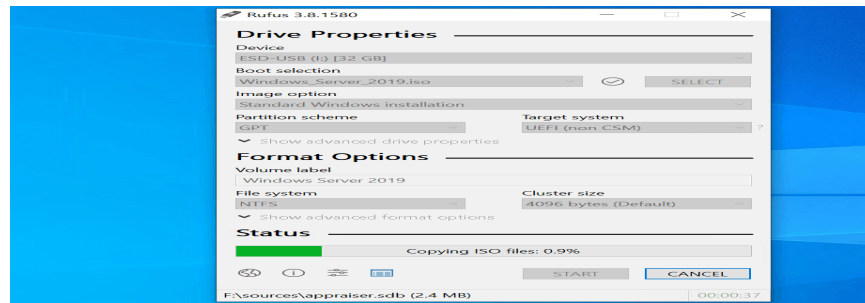 Rufus 3.8.1580
Drive Properties
Device
ESD-USB (I:) [32 GB]
Boot selection
Windows_Server_2019.iso
SELECT
Image option
Standard Windows installation
Partition scheme
Target system
GPT
UEFI (non CSM)
?
Show advanced drive properties
Format Options
Volume label
Windows Server 2019
File system
Cluster size
NTFS
4096 bytes (Default)
Show advanced format options
Status
Copying ISO files: 0.9%
START
CANCEL
F:\sources\appraiser.sdb (2.4 MB)
00:00:37